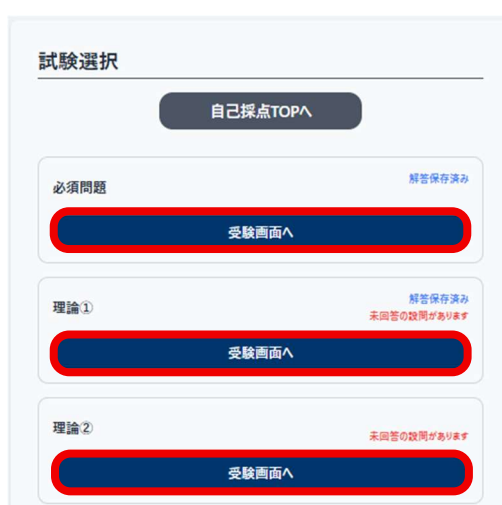 試験選択
自己採点TOPへ
必須問題
解答保存済み
受験画面へ
理論①
解答保存済み
未回答の設問があります
受験画面へ
理論②
未回答の設問があります
受験画面へ